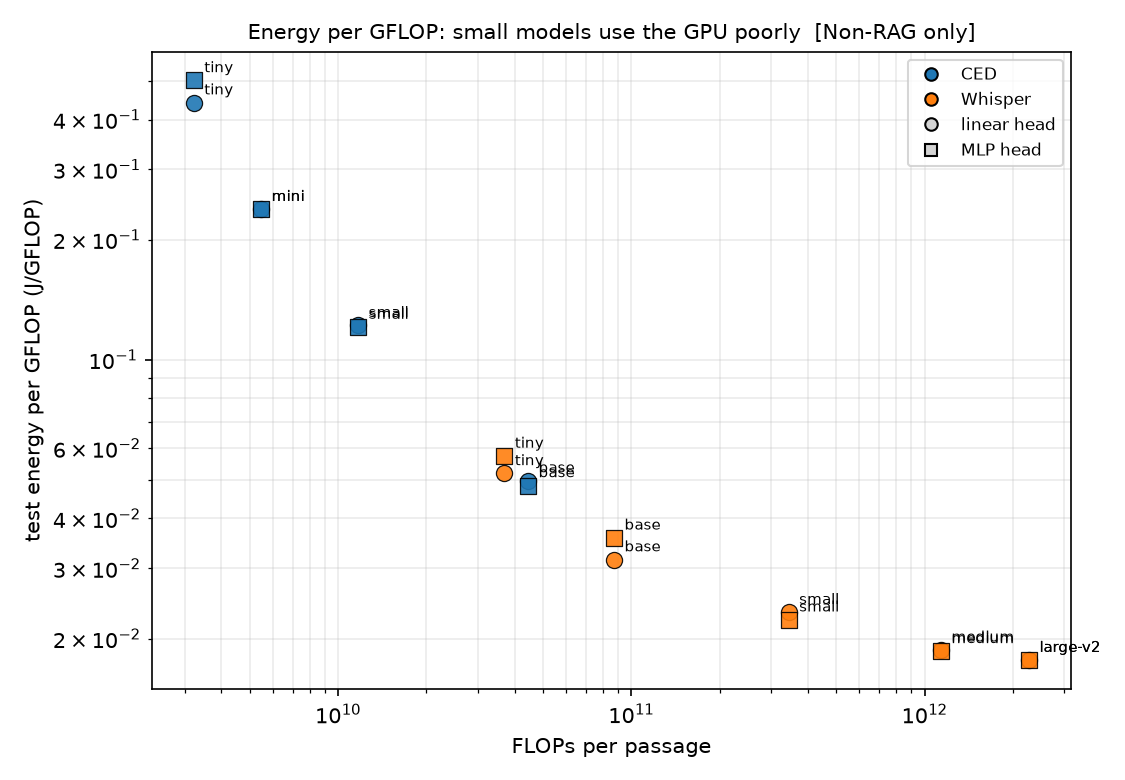 Energy per GFLOP: small models use the GPU poorly  [Non-RAG only]
CED
Whisper
linear head
MLP head
test energy per GFLOP (J/GFLOP)
4 × 10⁻¹
3 × 10⁻¹
2 × 10⁻¹
10⁻¹
6 × 10⁻²
4 × 10⁻²
3 × 10⁻²
2 × 10⁻²
tiny
tiny
mini
small
small
tiny
tiny
base
base
base
base
small
small
medium
medium
large-v2
10¹⁰
10¹¹
10¹²
FLOPs per passage